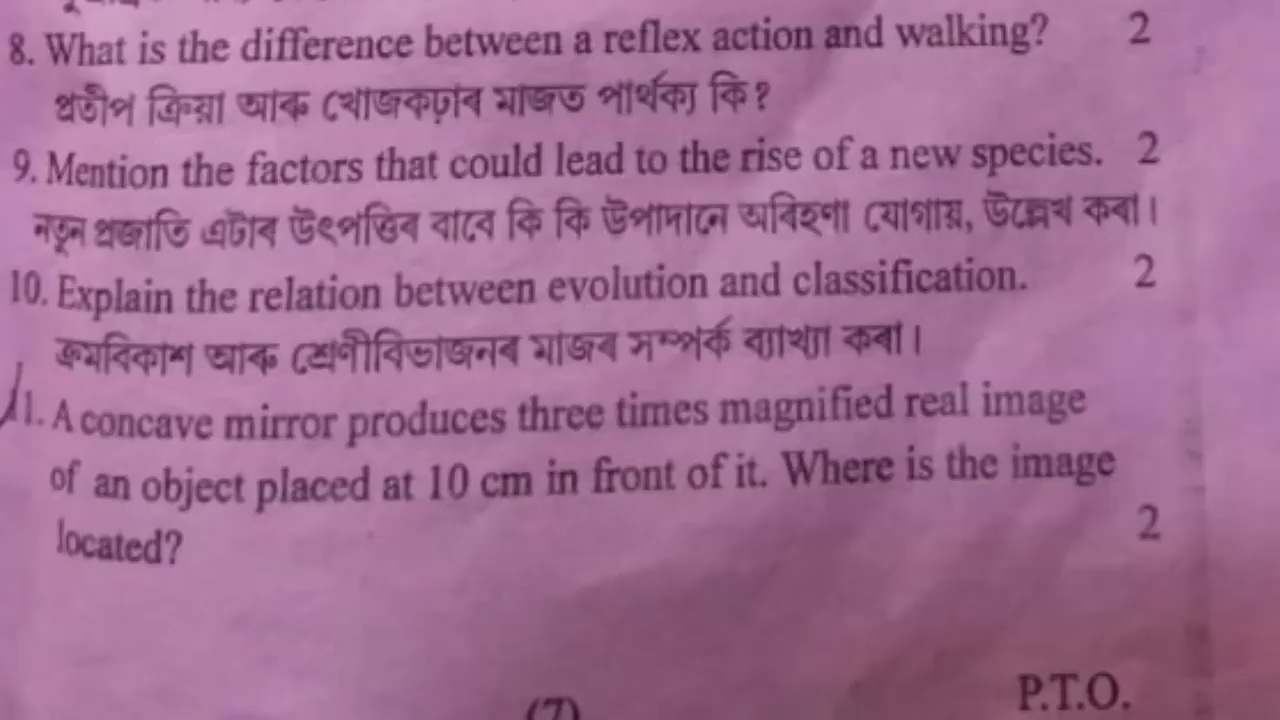 8. What is the difference between a reflex action and walking? 2
প্ৰতীপ ক্ৰিয়া আৰু খোজকঢ়াৰ মাজত পাৰ্থক্য কি?
9. Mention the factors that could lead to the rise of a new species. 2
নতুন প্ৰজাতি এটাৰ উৎপত্তিৰ বাবে কি কি উপাদানে অৰিহণা যোগায়, উল্লেখ কৰা।
10. Explain the relation between evolution and classification. 2
ক্ৰমবিকাশ আৰু শ্ৰেণীবিভাজনৰ মাজৰ সম্পৰ্ক ব্যাখ্যা কৰা।
11. A concave mirror produces three times magnified real image
of an object placed at 10 cm in front of it. Where is the image
located? 2
(7) P.T.O.